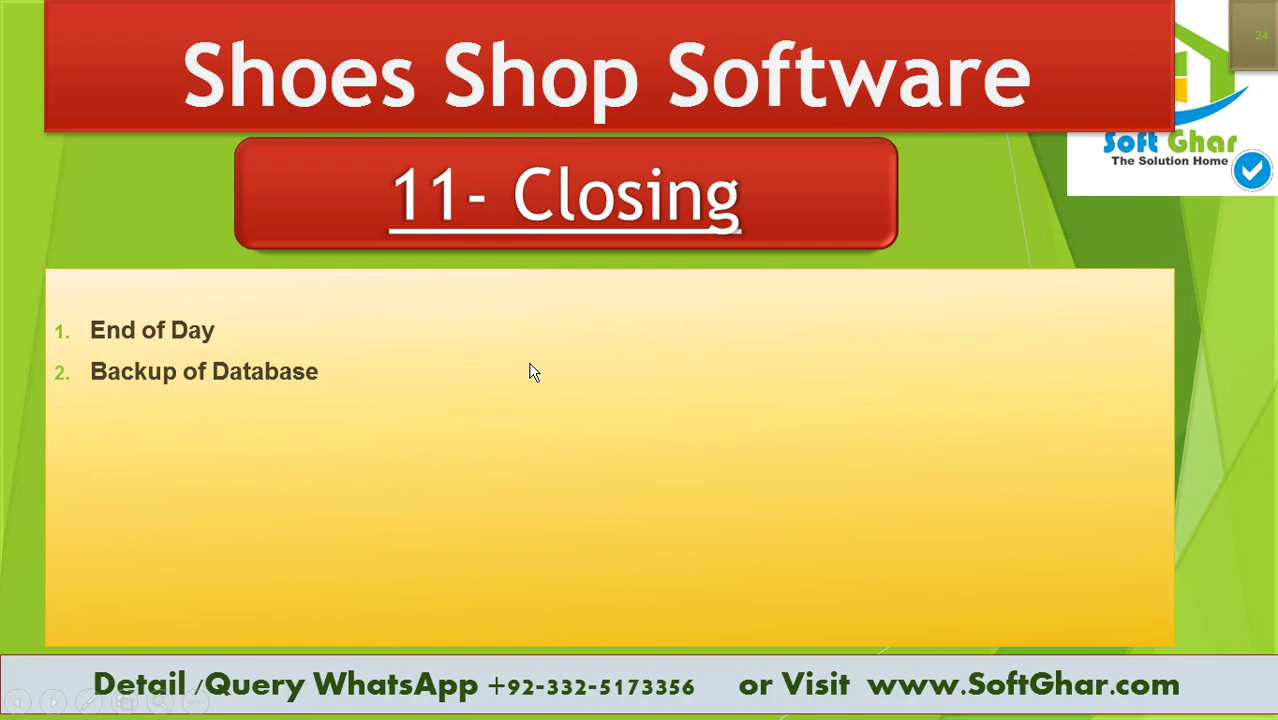 24
Shoes Shop Software
Soft Ghar
The Solution Home
11- Closing
1. End of Day
2. Backup of Database
Detail /Query WhatsApp +92-332-5173356 or Visit www.SoftGhar.com